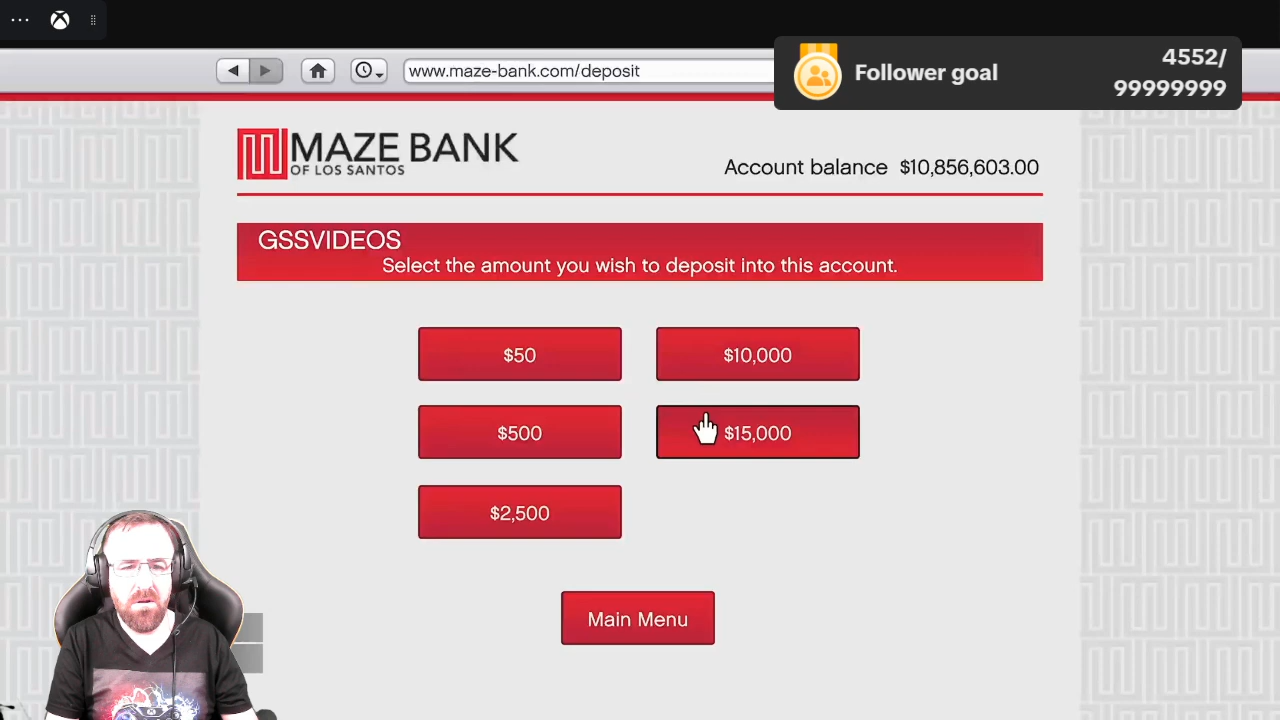 www.maze-bank.com/deposit
Follower goal
4552/
99999999
MAZE BANK
OF LOS SANTOS
Account balance $10,856,603.00
GSSVIDEOS
Select the amount you wish to deposit into this account.
$50
$10,000
$500
$15,000
$2,500
Main Menu